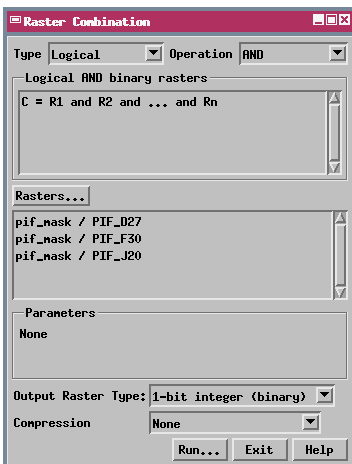 Raster Combination
Type Logical Operation AND
Logical AND binary rasters
C = R1 and R2 and ... and Rn
Rasters...
pif_mask / PIF_D27
pif_mask / PIF_F30
pif_mask / PIF_J20
Parameters
None
Output Raster Type: 1-bit integer (binary)
Compression None
Run... Exit Help